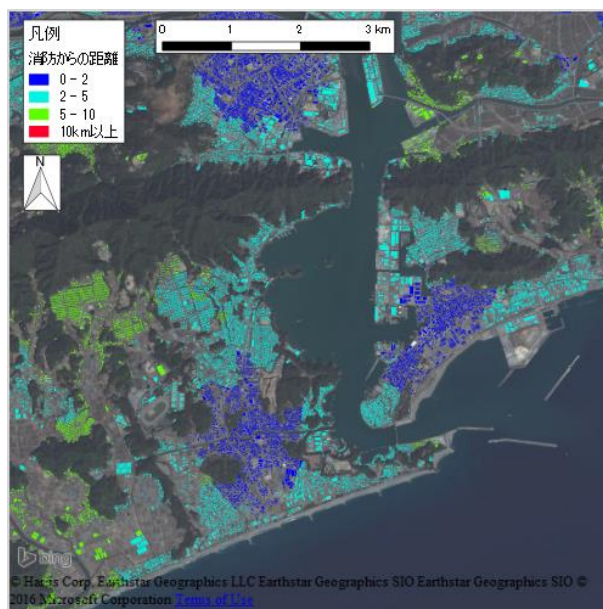 凡例
消防からの距離
0 - 2
2 - 5
5 - 10
10km以上
0 1 2 3 km
N
bing
© Harris Corp, Earthstar Geographics LLC Earthstar Geographics SIO Earthstar Geographics SIO ©
2016 Microsoft Corporation Terms of Use